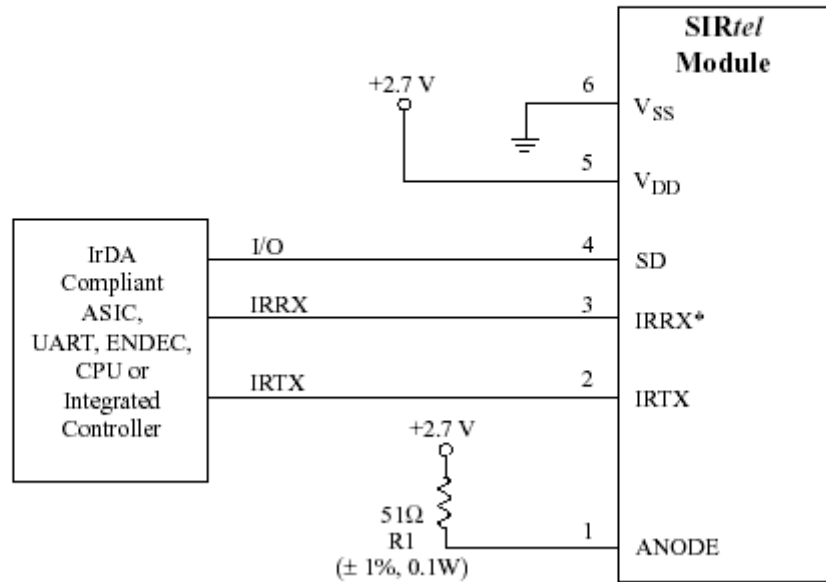 SIRtel
Module
+2.7 V
6
VSS
5
VDD
IrDA
Compliant
ASIC,
UART, ENDEC,
CPU or
Integrated
Controller
I/O
4
SD
IRRX
3
IRRX*
IRTX
2
IRTX
+2.7 V
51Ω
R1
(± 1%, 0.1W)
1
ANODE